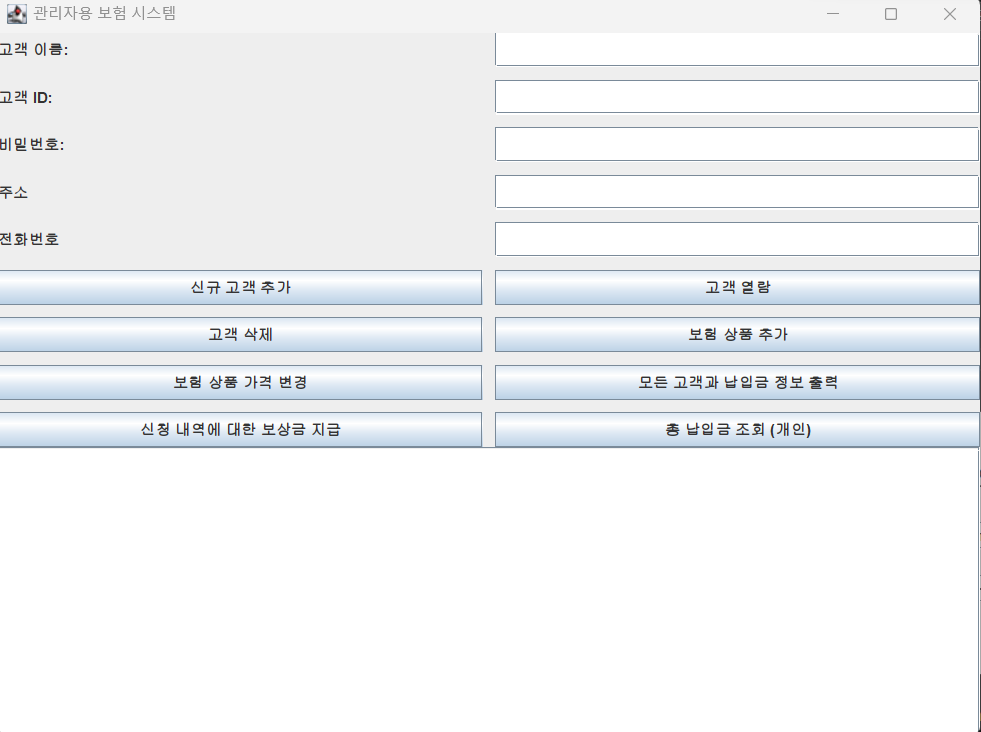 관리자용 보험 시스템
고객 이름:
고객 ID:
비밀번호:
주소
전화번호
신규 고객 추가
고객 열람
고객 삭제
보험 상품 추가
보험 상품 가격 변경
모든 고객과 납입금 정보 출력
신청 내역에 대한 보상금 지급
총 납입금 조회 (개인)